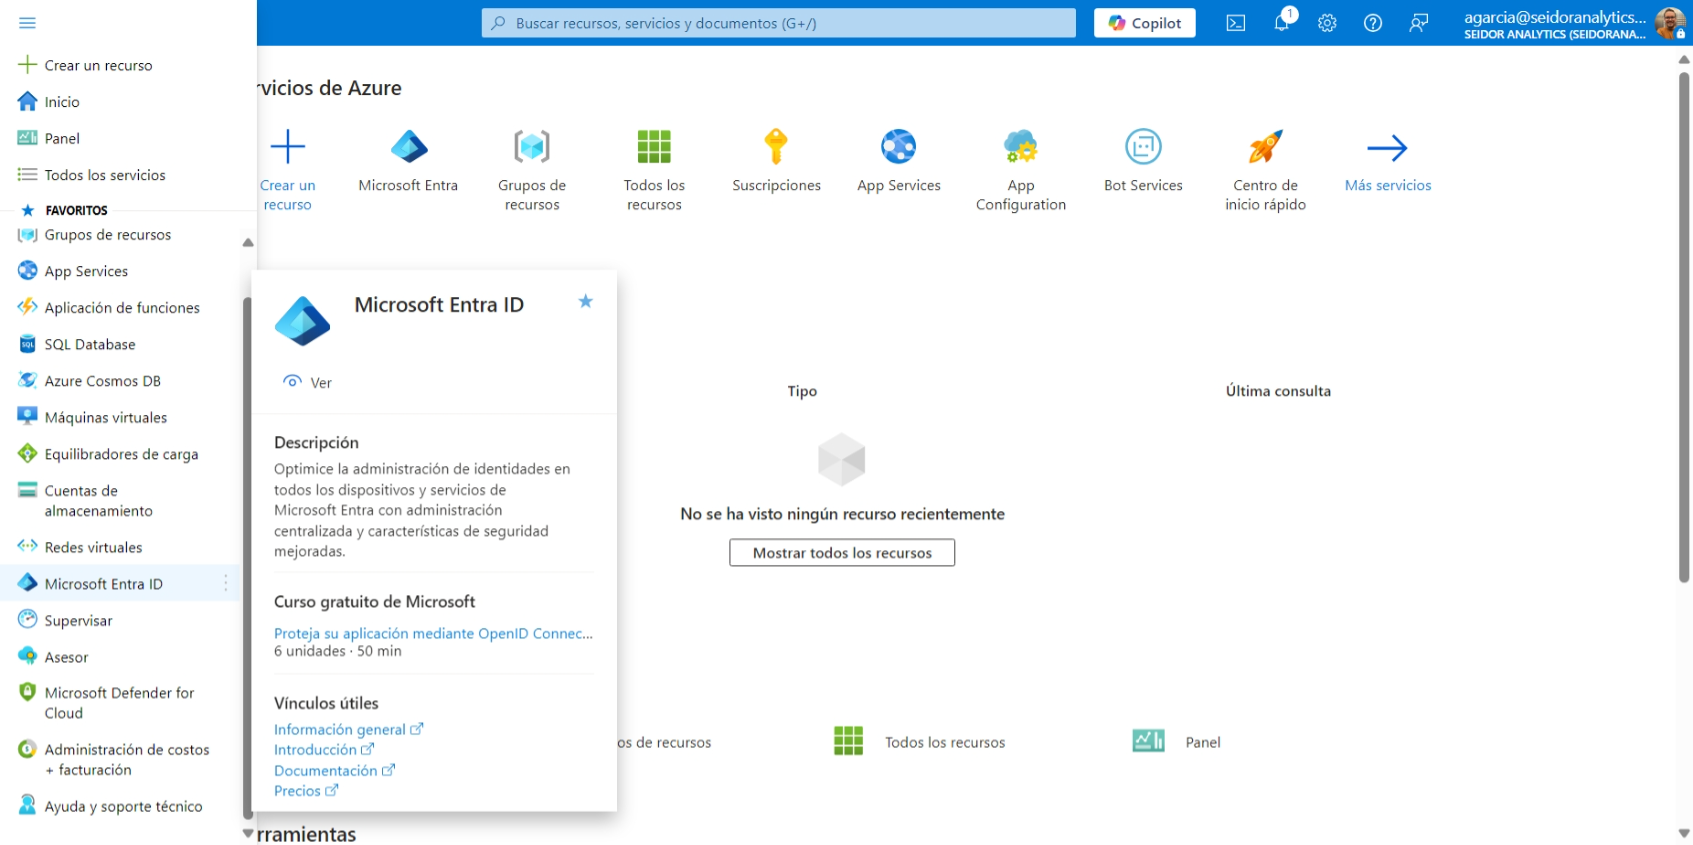 Buscar recursos, servicios y documentos (G+/)
Copilot
1
agarcia@seidoranalytics...
SEIDOR ANALYTICS (SEIDORANA...
Crear un recurso
Inicio
Panel
Todos los servicios
FAVORITOS
Grupos de recursos
App Services
Aplicación de funciones
SQL Database
Azure Cosmos DB
Máquinas virtuales
Equilibradores de carga
Cuentas de
almacenamiento
Redes virtuales
Microsoft Entra ID
Supervisar
Asesor
Microsoft Defender for
Cloud
Administración de costos
+ facturación
Ayuda y soporte técnico
rvicios de Azure
Crear un
recurso
Microsoft Entra
Grupos de
recursos
Todos los
recursos
Suscripciones
App Services
App
Configuration
Bot Services
Centro de
inicio rápido
Más servicios
Microsoft Entra ID
Ver
Descripción
Optimice la administración de identidades en
todos los dispositivos y servicios de
Microsoft Entra con administración
centralizada y características de seguridad
mejoradas.
Curso gratuito de Microsoft
Proteja su aplicación mediante OpenID Connec...
6 unidades · 50 min
Vínculos útiles
Información general
Introducción
Documentación
Precios
Tipo
Última consulta
No se ha visto ningún recurso recientemente
Mostrar todos los recursos
os de recursos
Todos los recursos
Panel
rramientas